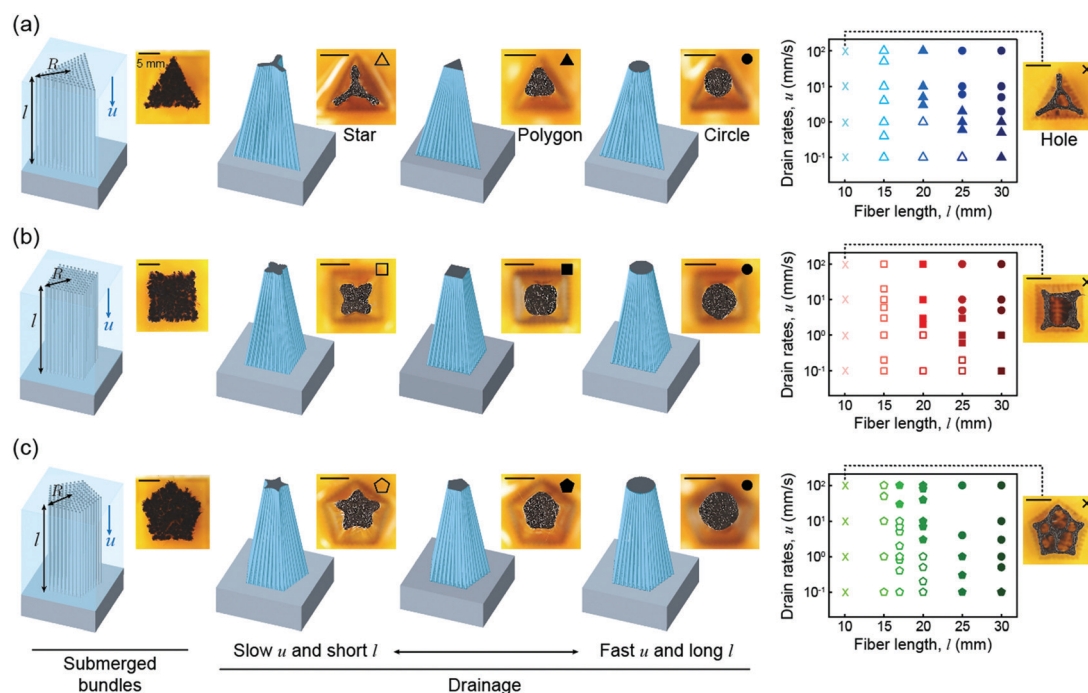 (a)
R
l
u
5 mm
Star
Polygon
Circle
Drain rates, u (mm/s)
10²
10¹
10⁰
10⁻¹
10 15 20 25 30
Fiber length, l (mm)
Hole
(b)
R
l
u
Drain rates, u (mm/s)
10²
10¹
10⁰
10⁻¹
10 15 20 25 30
Fiber length, l (mm)
(c)
R
l
u
Drain rates, u (mm/s)
10²
10¹
10⁰
10⁻¹
10 15 20 25 30
Fiber length, l (mm)
Slow u and short l
Fast u and long l
Submerged
bundles
Drainage